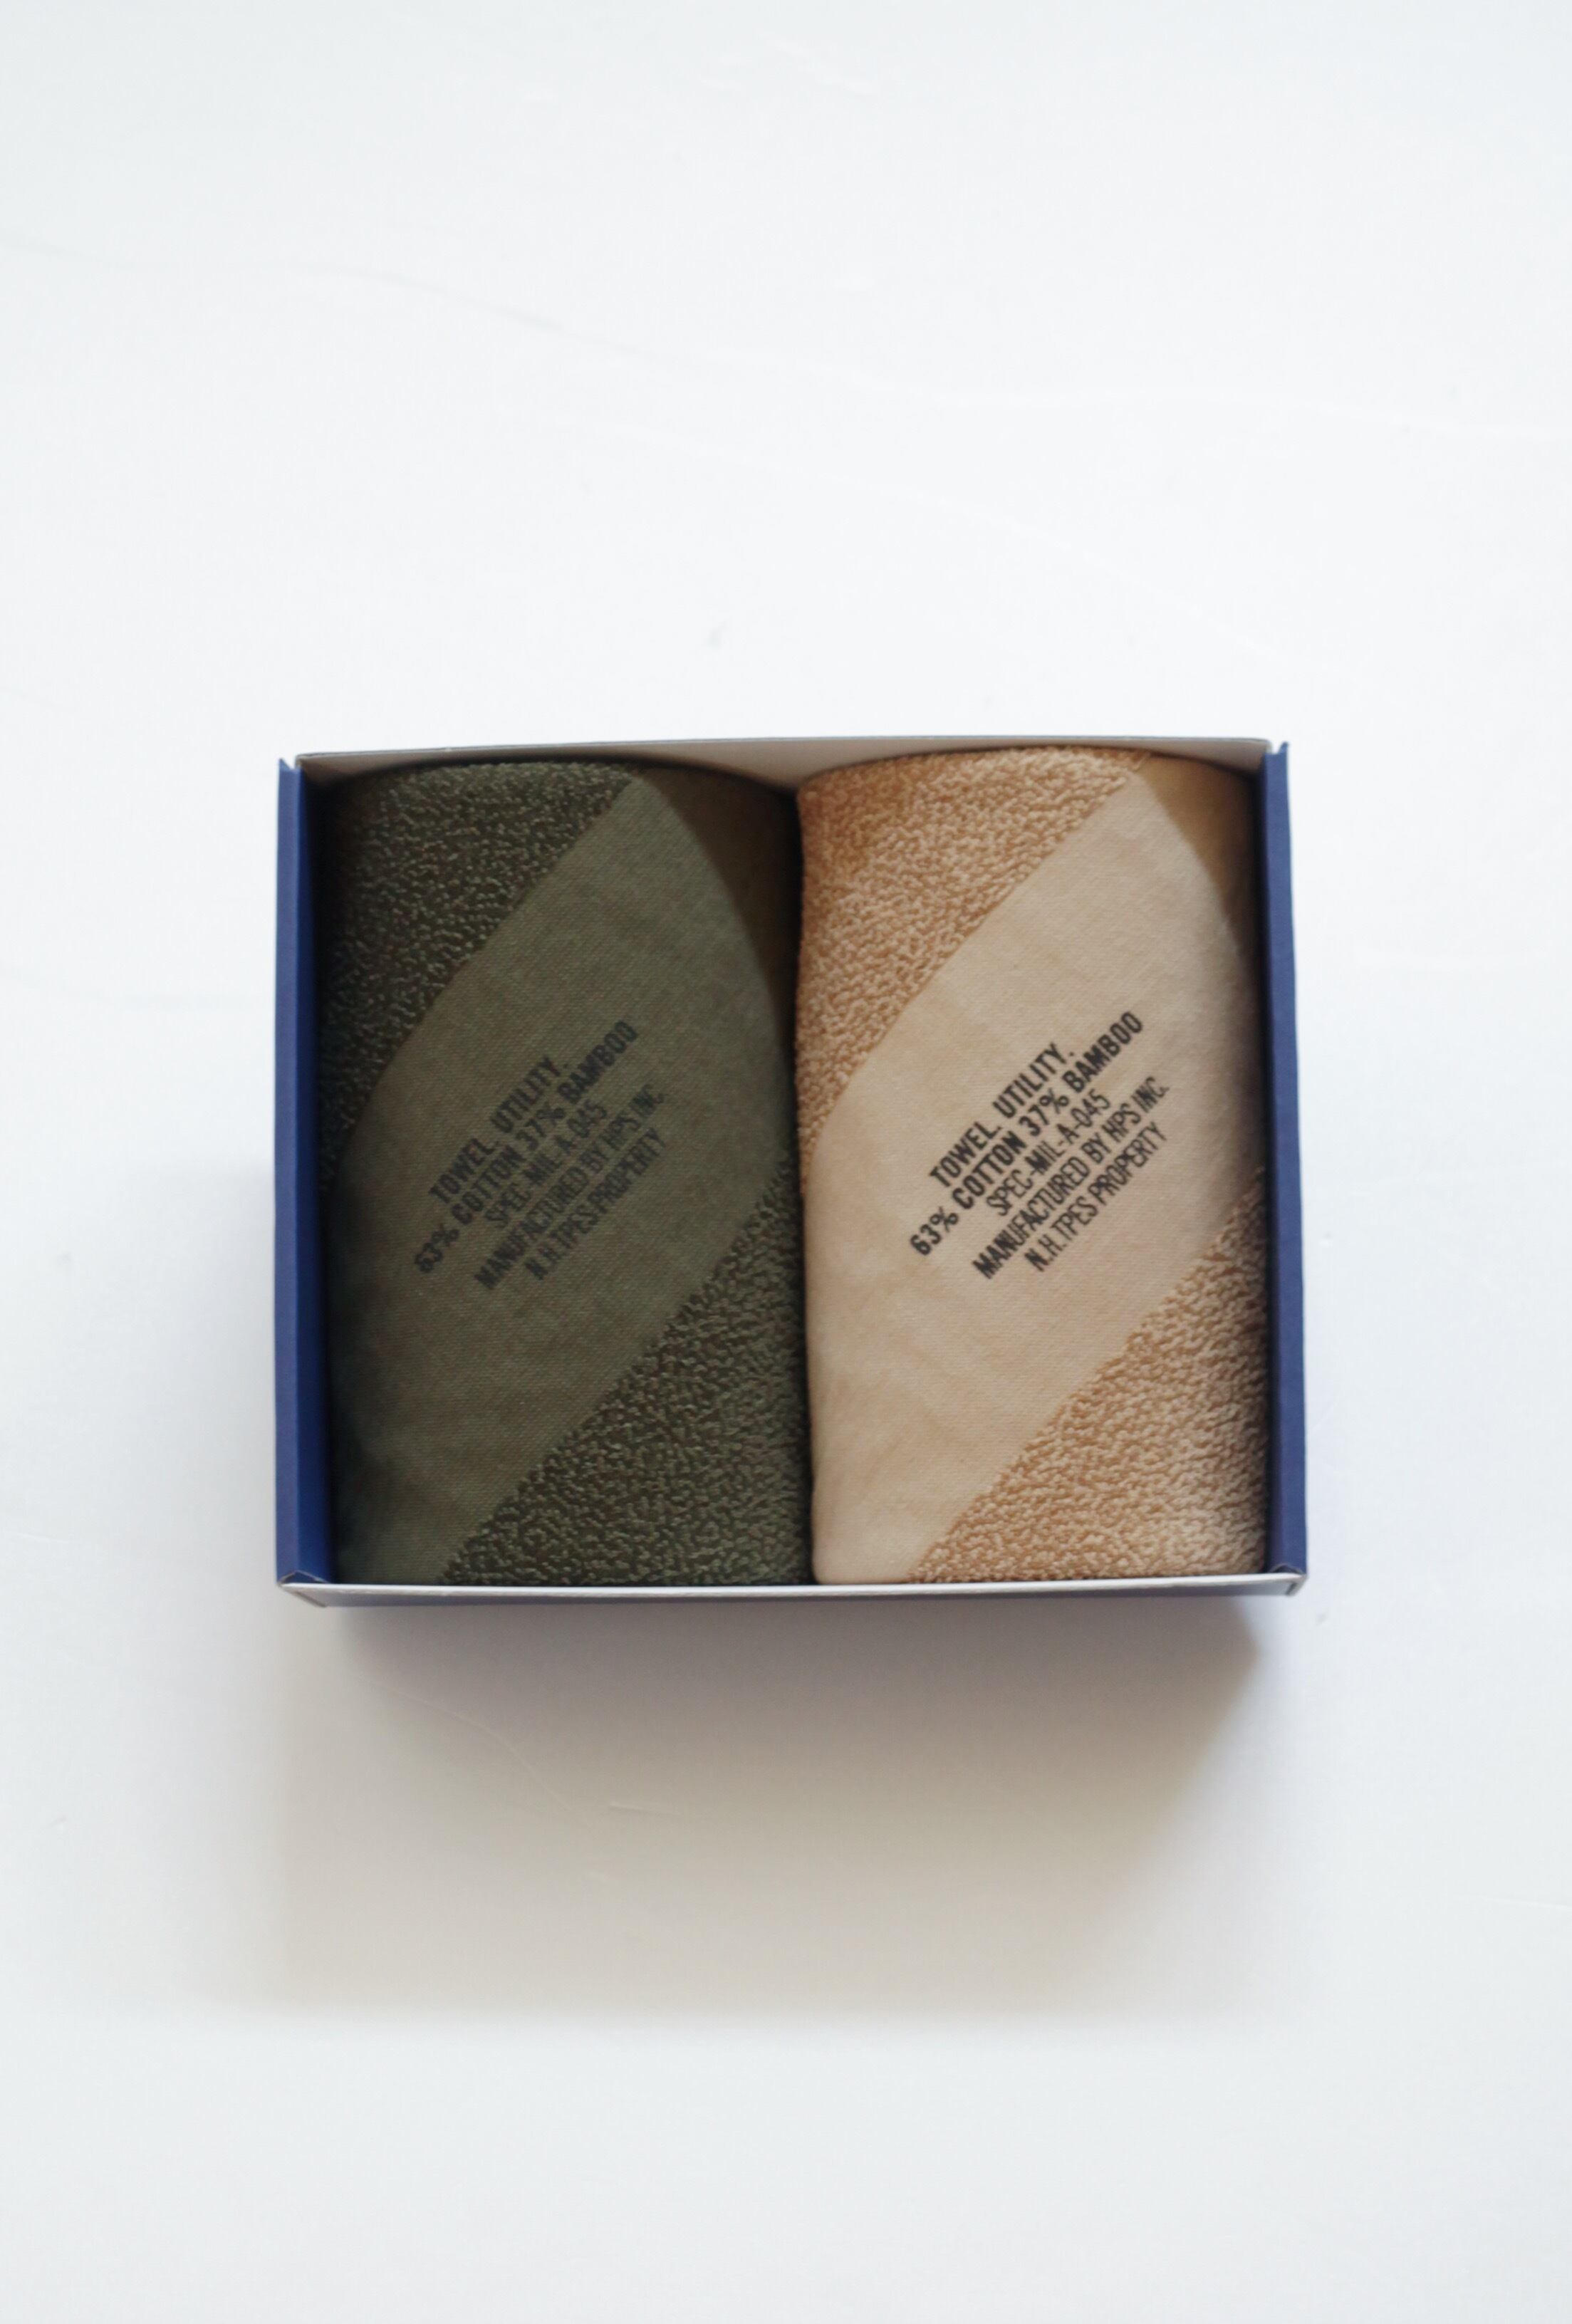 TOWEL. UTILITY.
63% COTTON 37% BAMBOO
SPEC-MIL-A-045
MANUFACTURED BY HPS INC.
N.H.TPES PROPERTY
TOWEL. UTILITY.
63% COTTON 37% BAMBOO
SPEC-MIL-A-045
MANUFACTURED BY HPS INC.
N.H.TPES PROPERTY